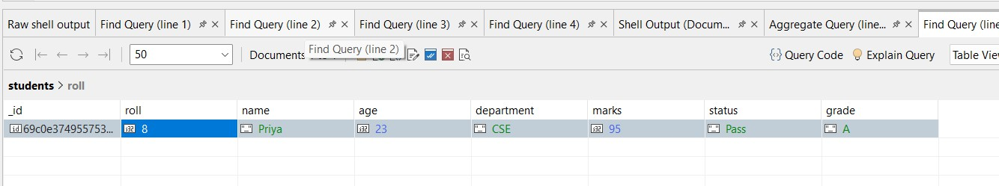 Raw shell output Find Query (line 1) Find Query (line 2) Find Query (line 3) Find Query (line 4) Shell Output (Docum... Aggregate Query (line... Find Query (line
50 Documents Find Query (line 2) Query Code Explain Query Table View
students > roll
_id roll name age department marks status grade
69c0e374955753... 8 Priya 23 CSE 95 Pass A